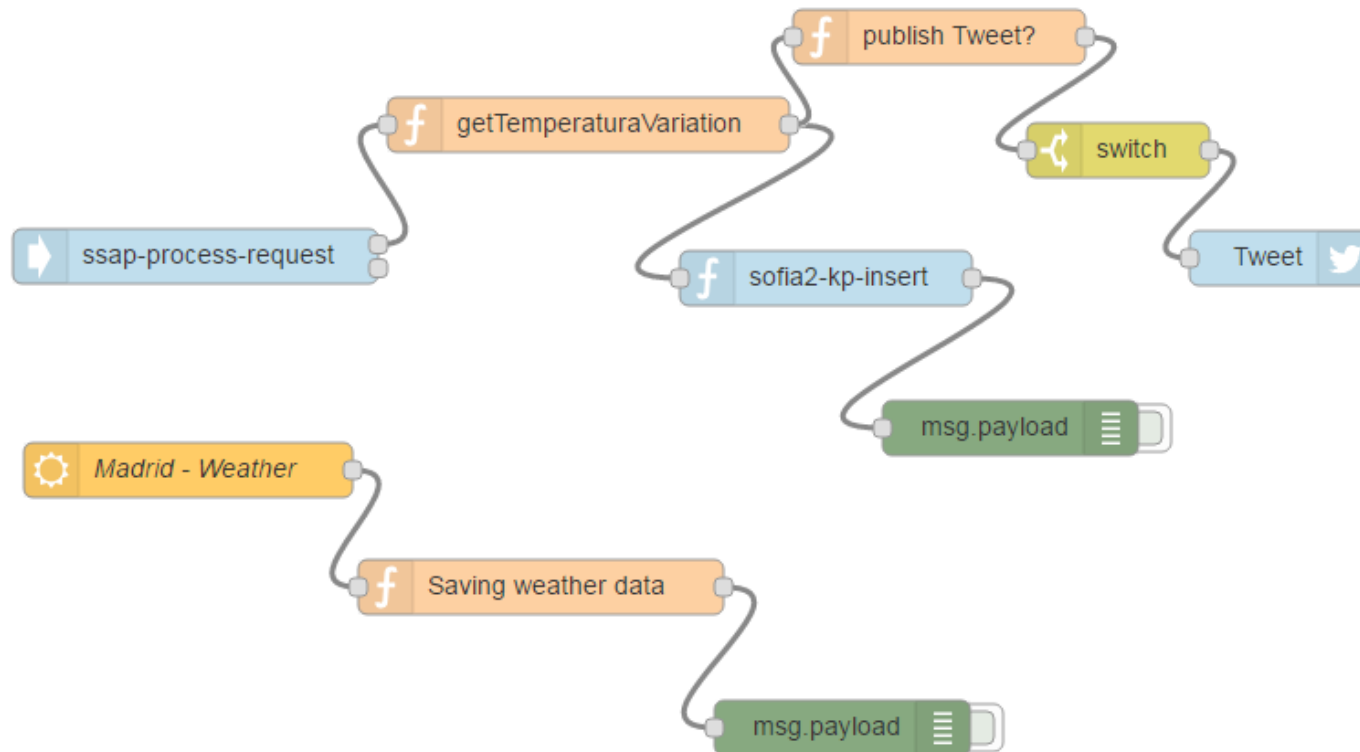 publish Tweet?
getTemperaturaVariation
switch
ssap-process-request
Tweet
sofia2-kp-insert
msg.payload
Madrid - Weather
Saving weather data
msg.payload